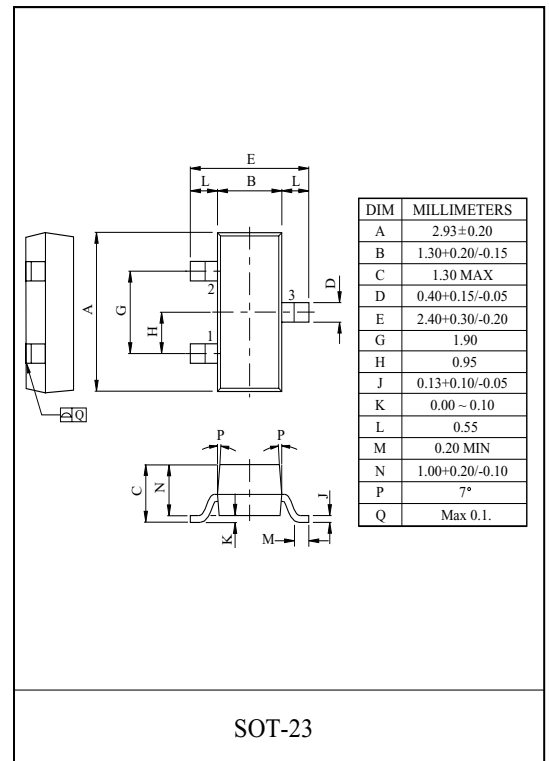 E
L B L
A
G
H
2
1
3
D
Q
P P
C
N
K
M
J
DIM MILLIMETERS
A 2.93±0.20
B 1.30+0.20/-0.15
C 1.30 MAX
D 0.40+0.15/-0.05
E 2.40+0.30/-0.20
G 1.90
H 0.95
J 0.13+0.10/-0.05
K 0.00 ~ 0.10
L 0.55
M 0.20 MIN
N 1.00+0.20/-0.10
P 7°
Q Max 0.1.
SOT-23